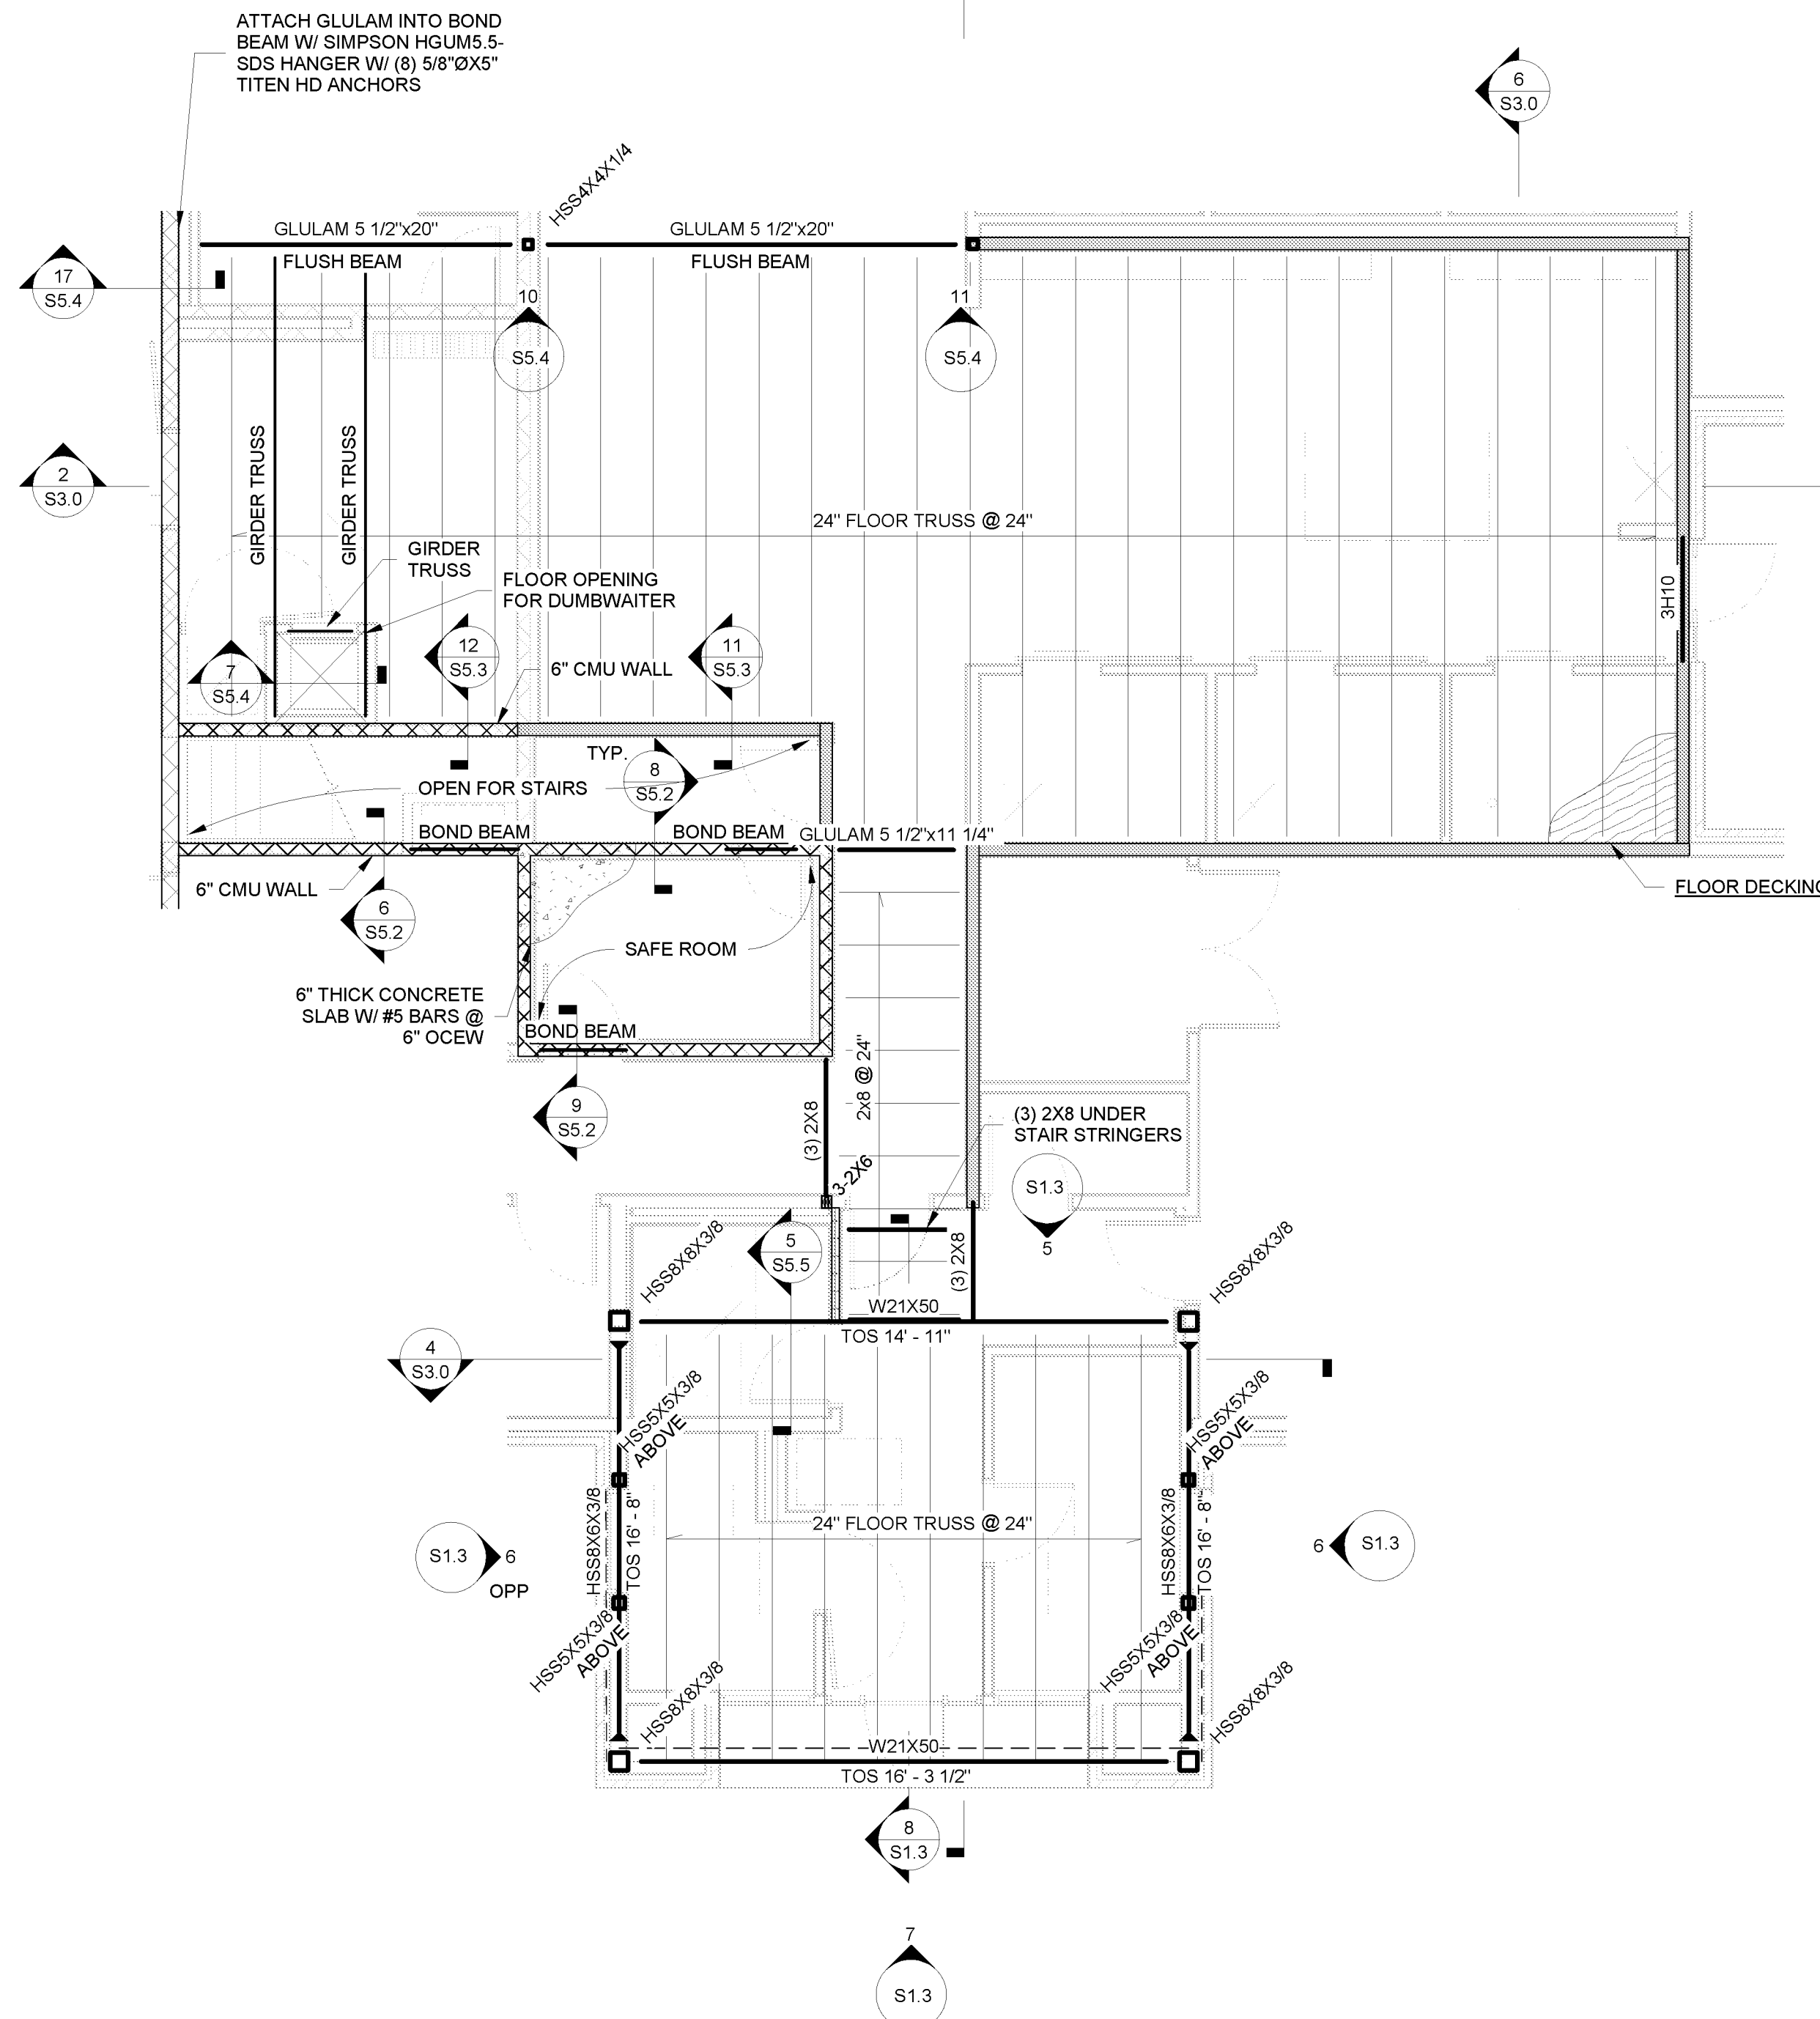 ATTACH GLULAM INTO BOND
BEAM W/ SIMPSON HGUM5.5-
SDS HANGER W/ (8) 5/8"ØX5"
TITEN HD ANCHORS
6
S3.0
HSS4X4X1/4
GLULAM 5 1/2"x20"
FLUSH BEAM
GLULAM 5 1/2"x20"
FLUSH BEAM
17
S5.4
10
S5.4
11
S5.4
2
S3.0
GIRDER TRUSS
GIRDER TRUSS
24" FLOOR TRUSS @ 24"
GIRDER
TRUSS
FLOOR OPENING
FOR DUMBWAITER
3H10
12
S5.3
11
S5.3
6" CMU WALL
7
S5.4
TYP.
8
S5.2
OPEN FOR STAIRS
BOND BEAM
BOND BEAM
GLULAM 5 1/2"x11 1/4"
6" CMU WALL
FLOOR DECKING
6
S5.2
SAFE ROOM
6" THICK CONCRETE
SLAB W/ #5 BARS @
6" OCEW
BOND BEAM
2x8 @ 24"
9
S5.2
(3) 2X8
(3) 2X8 UNDER
STAIR STRINGERS
3-2X6
S1.3
5
5
S5.5
(3) 2X8
HSS8X8X3/8
HSS8X8X3/8
W21X50
TOS 14' - 11"
4
S3.0
HSS5X5X3/8
ABOVE
HSS5X5X3/8
ABOVE
HSS8X6X3/8
TOS 16' - 8"
24" FLOOR TRUSS @ 24"
HSS8X6X3/8
TOS 16' - 8"
S1.3
6
OPP
6
S1.3
HSS5X5X3/8
ABOVE
HSS5X5X3/8
ABOVE
HSS8X8X3/8
HSS8X8X3/8
W21X50
TOS 16' - 3 1/2"
8
S1.3
7
S1.3